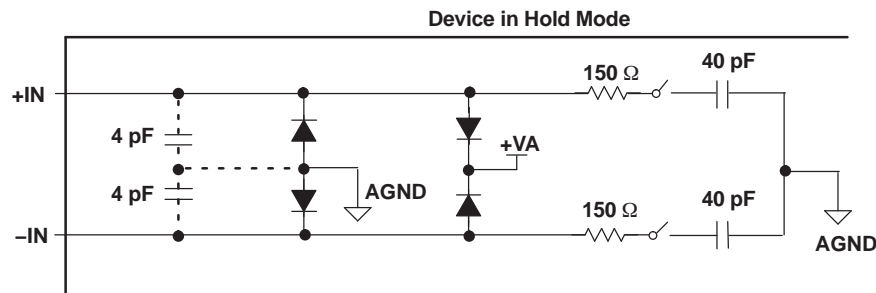 Device in Hold Mode
150 Ω
40 pF
+IN
4 pF
+VA
4 pF
AGND
150 Ω
40 pF
−IN
AGND